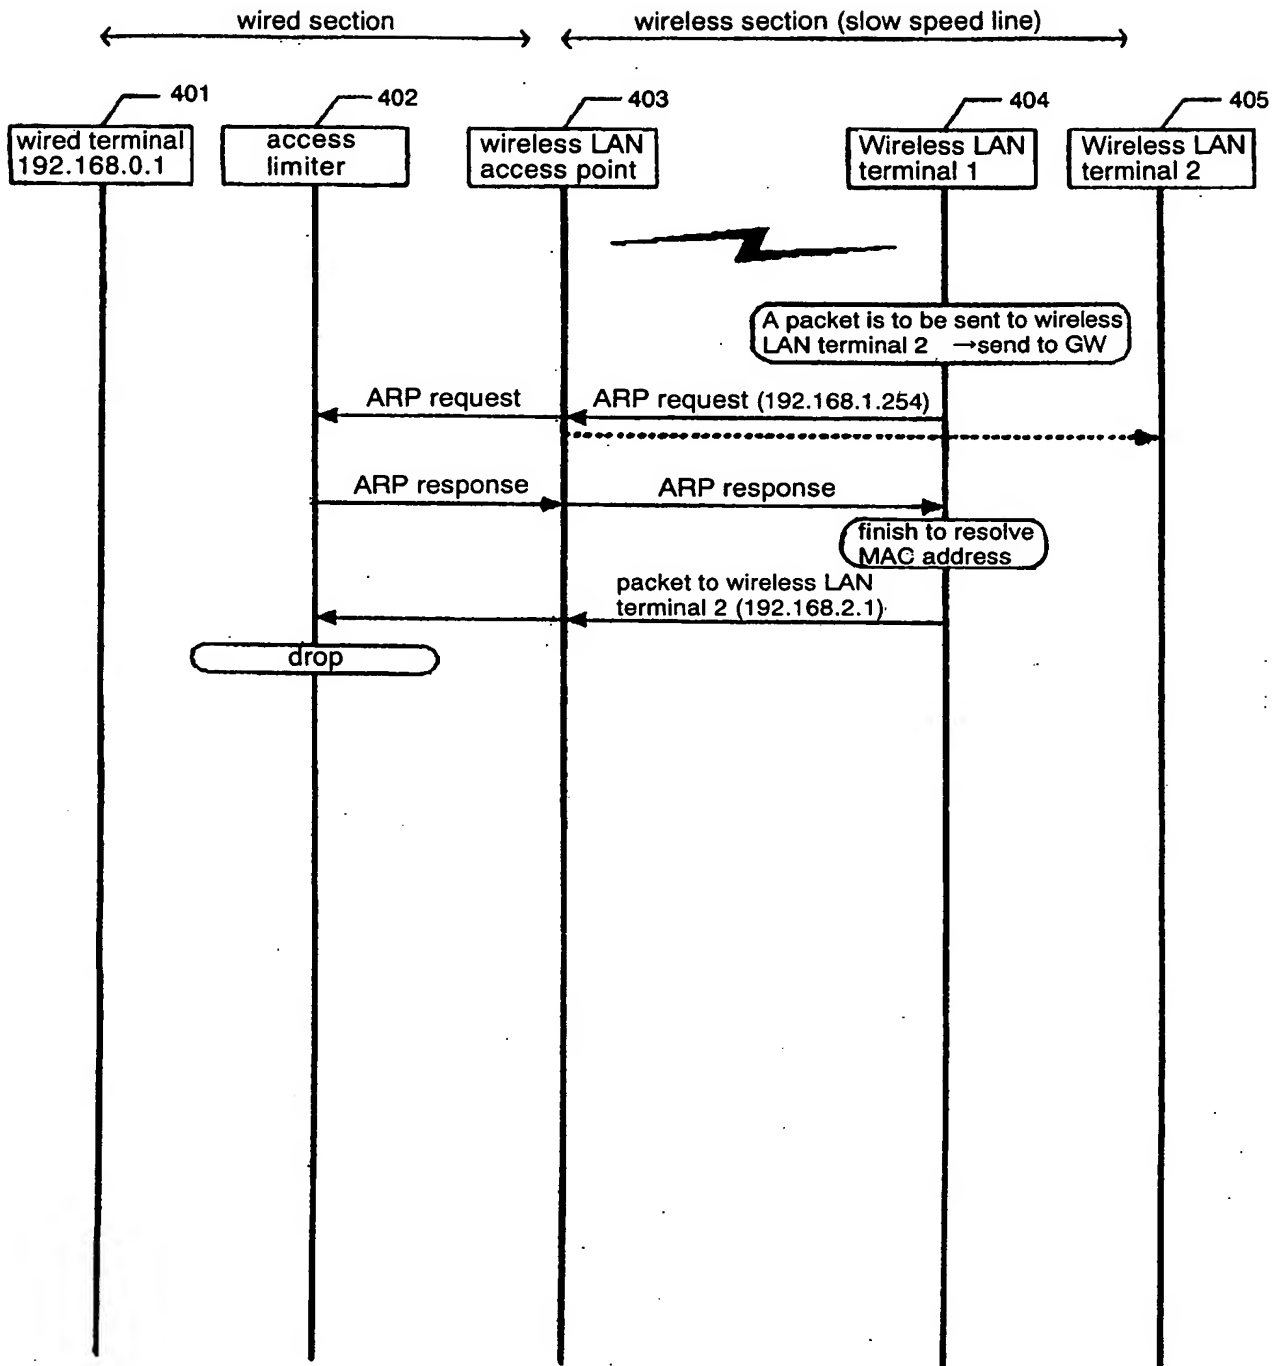 wired section
wireless section (slow speed line)
401
402
403
404
405
wired terminal
192.168.0.1
access
limiter
wireless LAN
access point
Wireless LAN
terminal 1
Wireless LAN
terminal 2
A packet is to be sent to wireless
LAN terminal 2 →send to GW
ARP request
ARP request (192.168.1.254)
ARP response
ARP response
finish to resolve
MAC address
packet to wireless LAN
terminal 2 (192.168.2.1)
drop